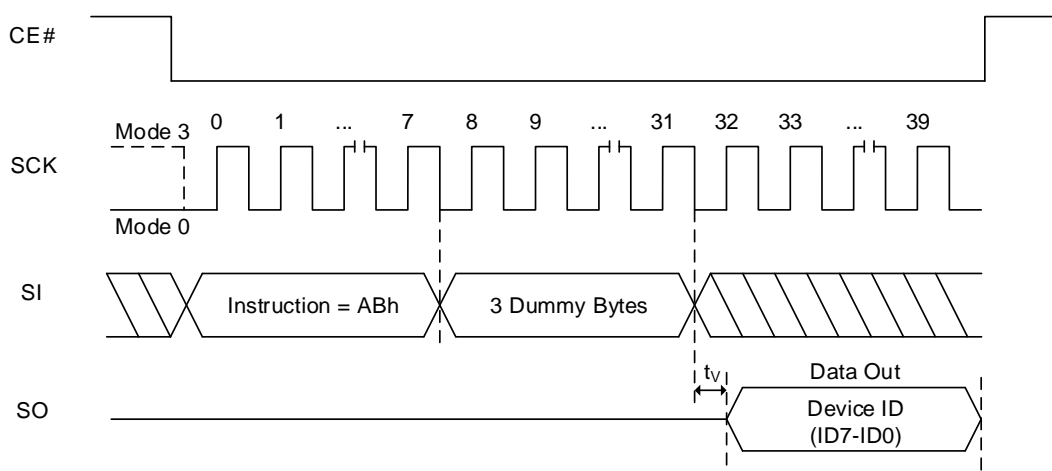 CE#
0 1 ... 7 8 9 ... 31 32 33 ... 39
Mode 3
SCK
Mode 0
SI
Instruction = ABh
3 Dummy Bytes
tV
Data Out
SO
Device ID
(ID7-ID0)